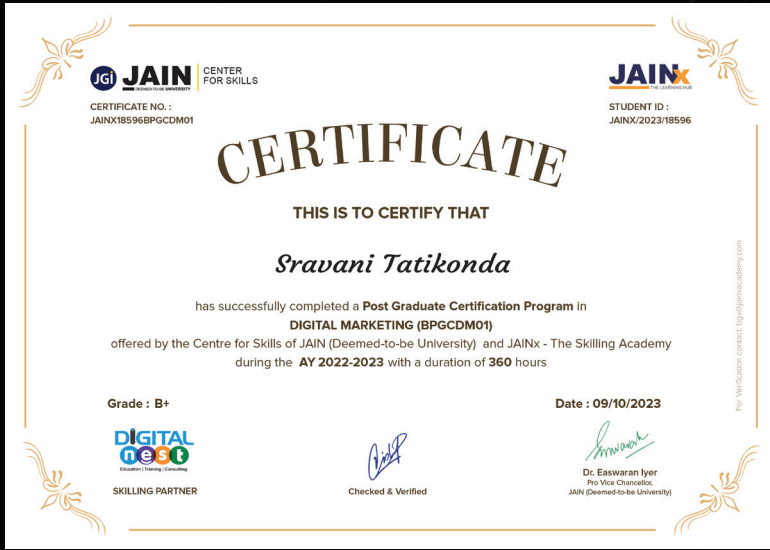 JGi JAIN CENTER FOR SKILLS
DEEMED-TO-BE UNIVERSITY
JAINx
THE LEARNING HUB
CERTIFICATE NO. :
JAINX18596BPGCDM01
STUDENT ID :
JAINX/2023/18596
CERTIFICATE
THIS IS TO CERTIFY THAT
Sravani Tatikonda
has successfully completed a Post Graduate Certification Program in
DIGITAL MARKETING (BPGCDM01)
offered by the Centre for Skills of JAIN (Deemed-to-be University) and JAINx - The Skilling Academy
during the AY 2022-2023 with a duration of 360 hours
For Verification contact: bgv@jainxacademy.com
Grade : B+
Date : 09/10/2023
DIGITAL
nest
Education | Training | Consulting
SKILLING PARTNER
Checked & Verified
Dr. Easwaran Iyer
Pro Vice Chancellor,
JAIN (Deemed-to-be University)